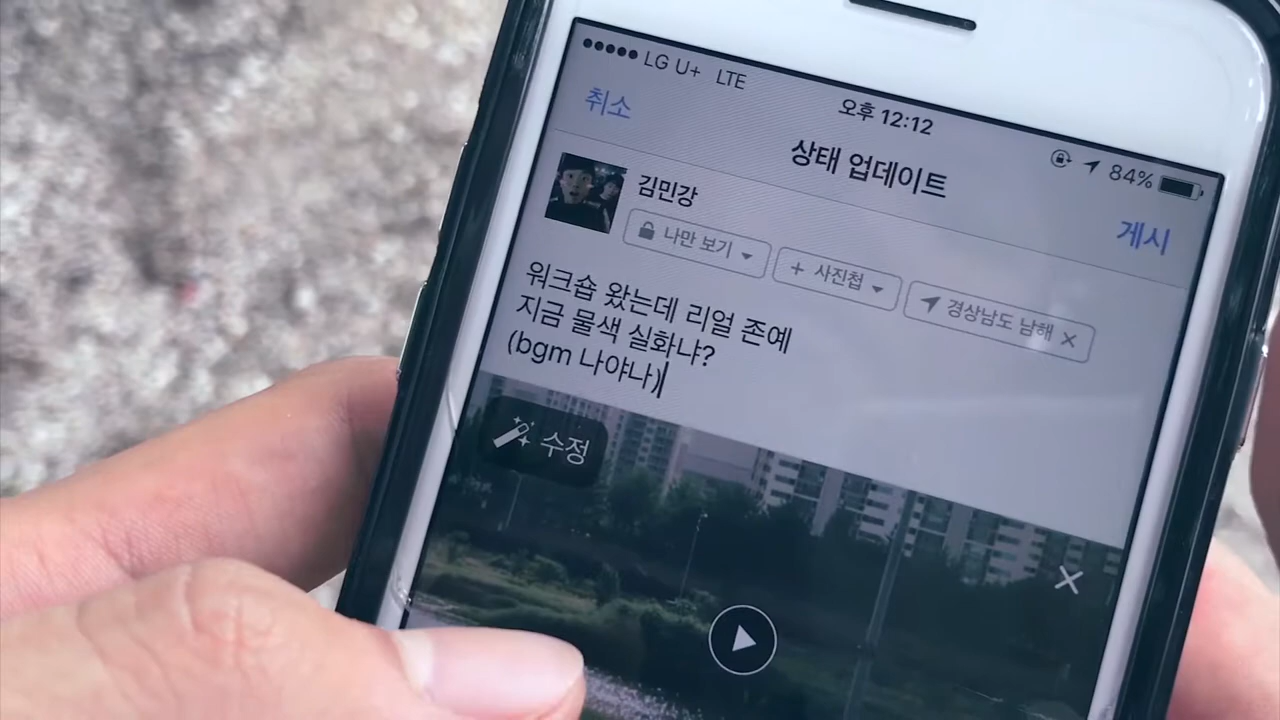 ●●●●● LG U+ LTE
오후 12:12
84%
취소
상태 업데이트
게시
김민강
나만 보기
+ 사진첩
경상남도 남해 ×
워크숍 왔는데 리얼 존예
지금 물색 실화냐?
(bgm 나야나)
수정